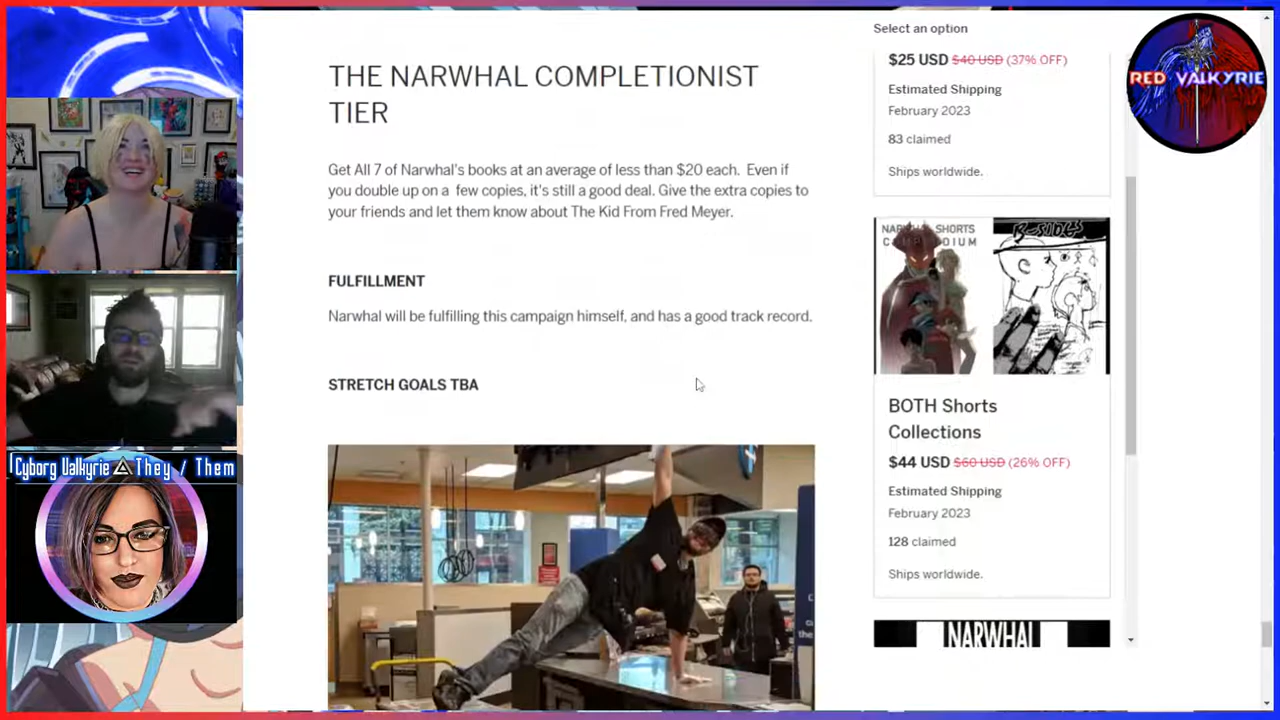 THE NARWHAL COMPLETIONIST
TIER
Get All 7 of Narwhal's books at an average of less than $20 each. Even if
you double up on a few copies, it's still a good deal. Give the extra copies to
your friends and let them know about The Kid From Fred Meyer.
FULFILLMENT
Narwhal will be fulfilling this campaign himself, and has a good track record.
STRETCH GOALS TBA
Select an option
$25 USD $40 USD (37% OFF)
Estimated Shipping
February 2023
83 claimed
Ships worldwide.
NARWHAL SHORTS
COMPENDIUM
B-SIDES
BOTH Shorts
Collections
$44 USD $60 USD (26% OFF)
Estimated Shipping
February 2023
128 claimed
Ships worldwide.
NARWHAL
RED VALKYRIE
Cyborg Valkyrie They / Them